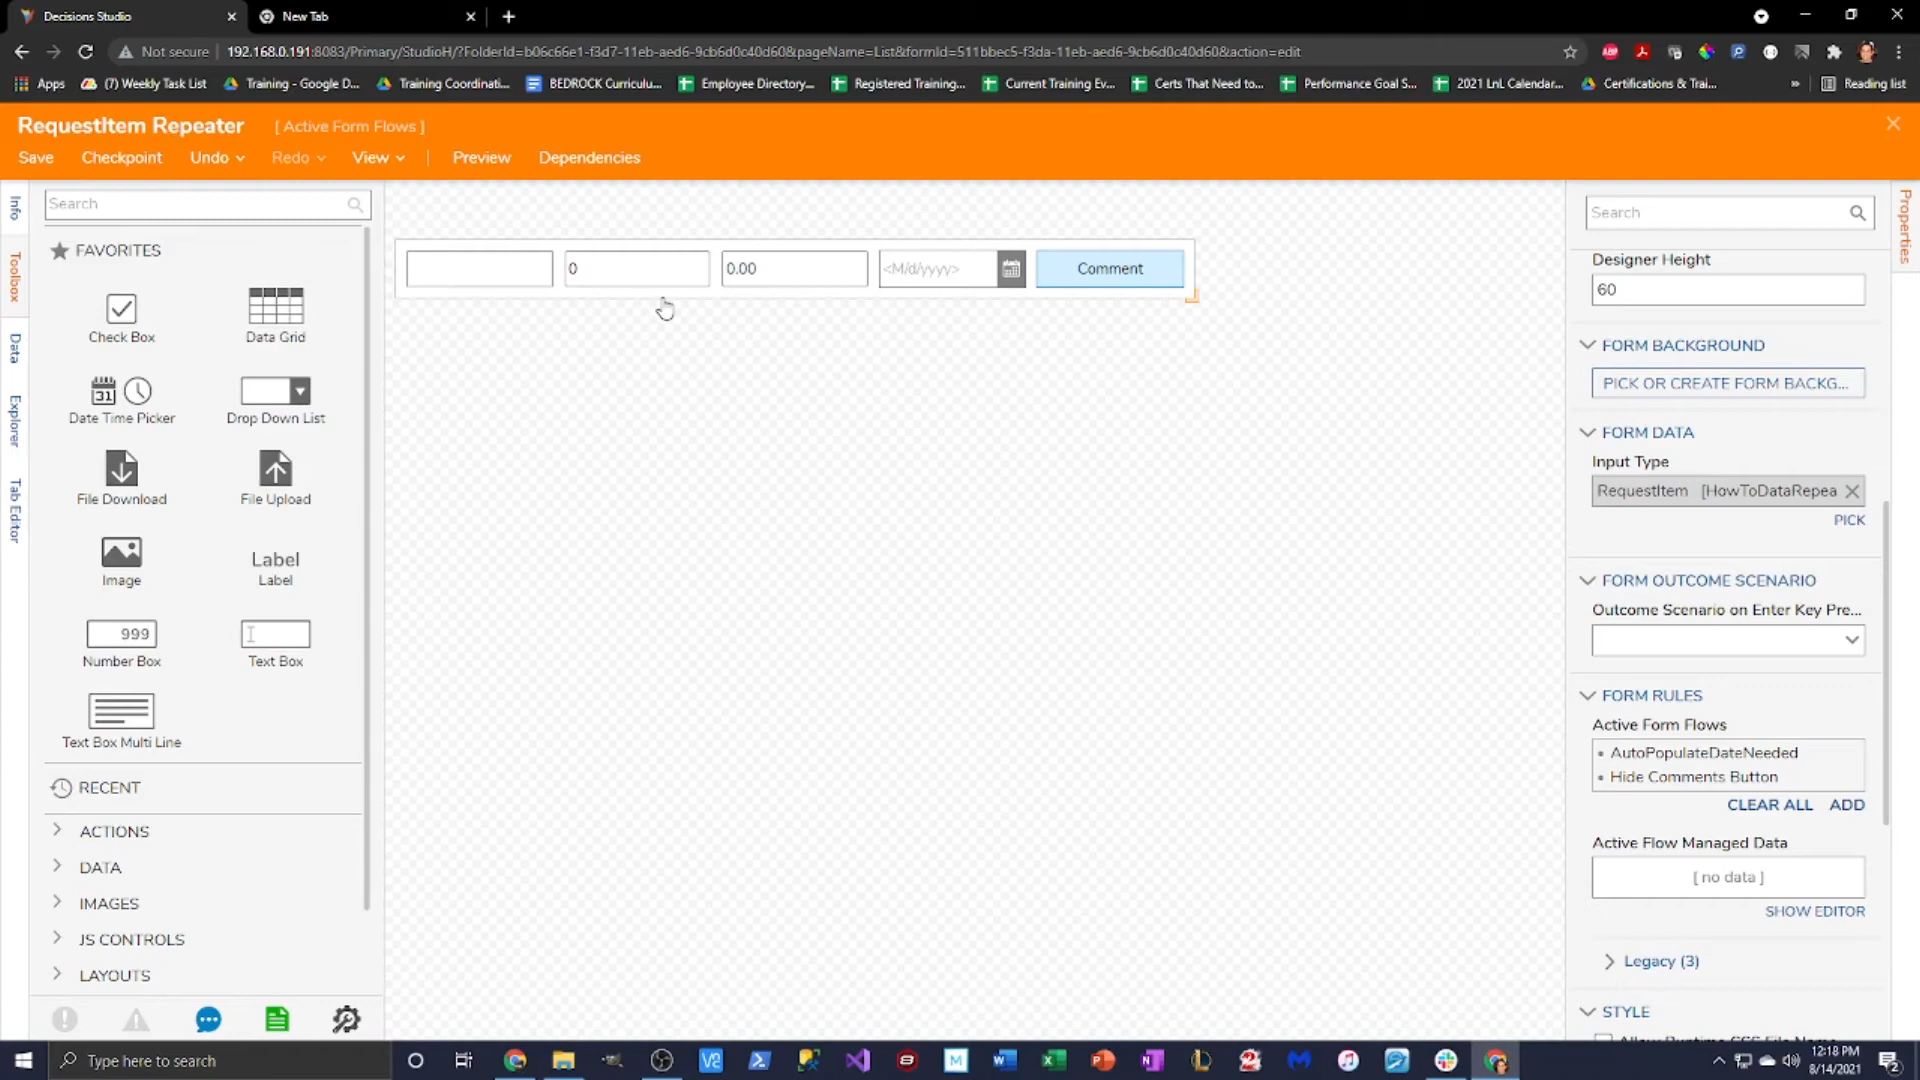 Decisions Studio
New Tab
Not secure
192.168.0.191:8083/Primary/StudioH/?FolderId=b06c66e1-f3d7-11eb-aed6-9cb6d0c40d60&pageName=List&formId=511bbec5-f3da-11eb-aed6-9cb6d0c40d60&action=edit
Apps
(7) Weekly Task List
Training - Google D...
Training Coordinati...
BEDROCK Curriculu...
Employee Directory...
Registered Training...
Current Training Ev...
Certs That Need to...
Performance Goal S...
2021 LnL Calendar...
Certifications & Trai...
Reading list
RequestItem Repeater
[ Active Form Flows ]
Save
Checkpoint
Undo
Redo
View
Preview
Dependencies
Info
Toolbox
Data
Explorer
Tab Editor
Search
FAVORITES
Check Box
Data Grid
31
Date Time Picker
Drop Down List
File Download
File Upload
Image
Label
Label
999
Number Box
Text Box
Text Box Multi Line
RECENT
ACTIONS
DATA
IMAGES
JS CONTROLS
LAYOUTS
0
0.00
<M/d/yyyy>
Comment
Properties
Search
Designer Height
60
FORM BACKGROUND
PICK OR CREATE FORM BACKG...
FORM DATA
Input Type
RequestItem [HowToDataRepea
PICK
FORM OUTCOME SCENARIO
Outcome Scenario on Enter Key Pre...
FORM RULES
Active Form Flows
AutoPopulateDateNeeded
Hide Comments Button
CLEAR ALL
ADD
Active Flow Managed Data
[ no data ]
SHOW EDITOR
Legacy (3)
STYLE
Type here to search
12:18 PM
8/14/2021
2